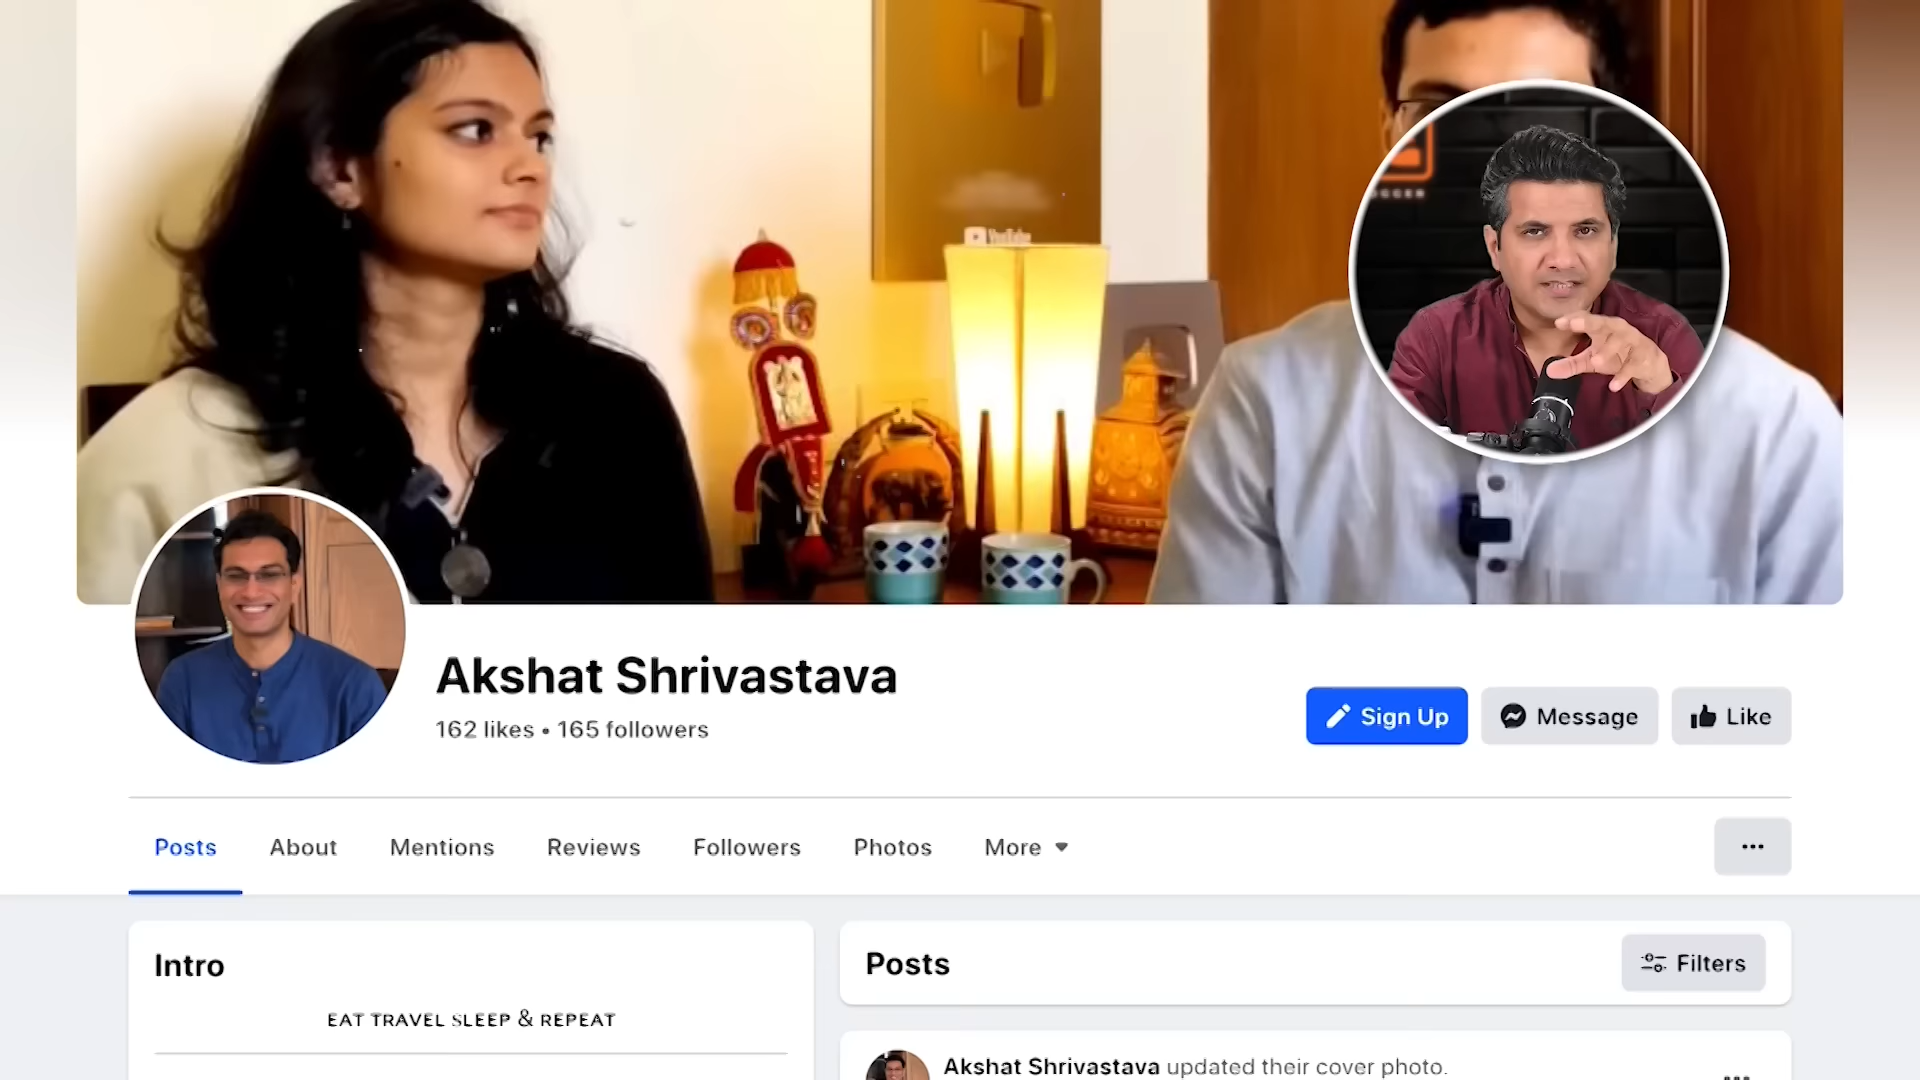 YouTube
Akshat Shrivastava
162 likes • 165 followers
Sign Up
Message
Like
Posts
About
Mentions
Reviews
Followers
Photos
More
Intro
EAT TRAVEL SLEEP & REPEAT
Posts
Filters
Akshat Shrivastava updated their cover photo.